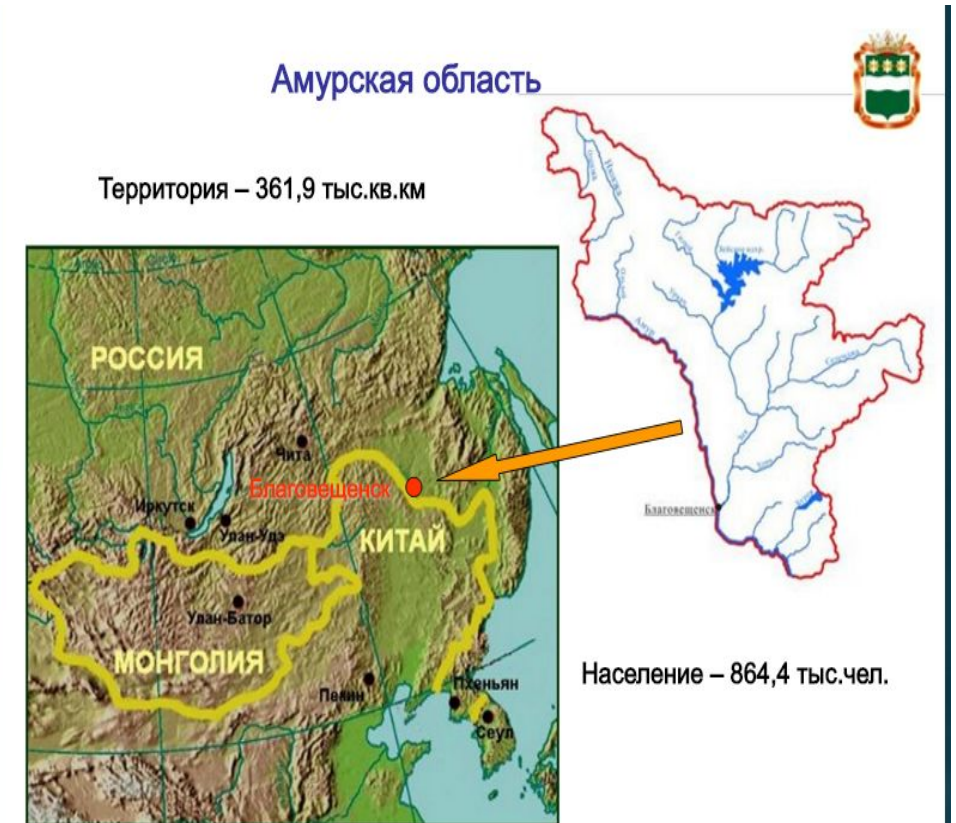 Амурская область
Территория – 361,9 тыс.кв.км
РОССИЯ
Чита
Благовещенск
Иркутск
Улан-Удэ
КИТАЙ
Улан-Батор
МОНГОЛИЯ
Пекин
Пхеньян
Сеул
Амур
Благовещенск
Население – 864,4 тыс.чел.